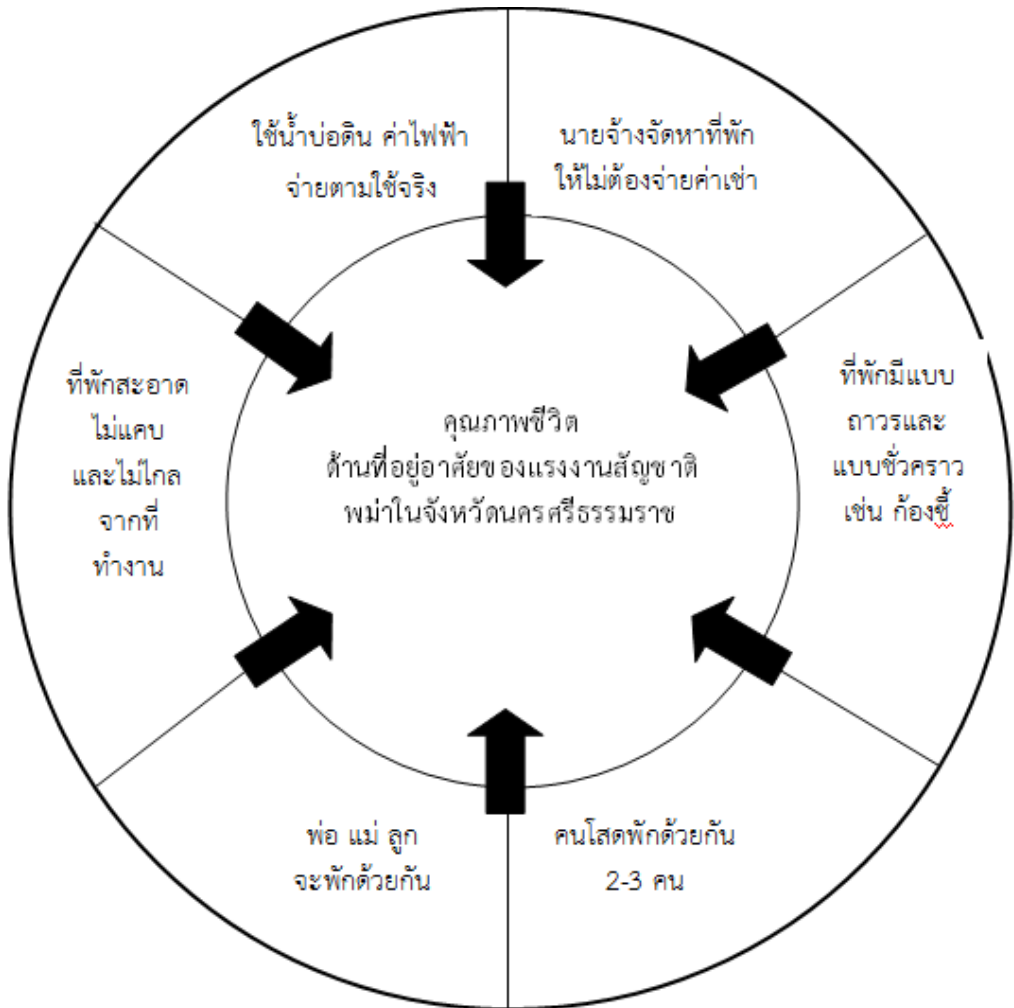 ใช้น้ำบ่อดิน ค่าไฟฟ้า
จ่ายตามใช้จริง
นายจ้างจัดหาที่พัก
ให้ไม่ต้องจ่ายค่าเช่า
ที่พักสะอาด
ไม่แคบ
และไม่ไกล
จากที่
ทำงาน
คุณภาพชีวิต
ด้านที่อยู่อาศัยของแรงงานสัญชาติ
พม่าในจังหวัดนครศรีธรรมราช
ที่พักมีแบบ
ถาวรและ
แบบชั่วคราว
เช่น ก้องซี้
พ่อ แม่ ลูก
จะพักด้วยกัน
คนโสดพักด้วยกัน
2-3 คน